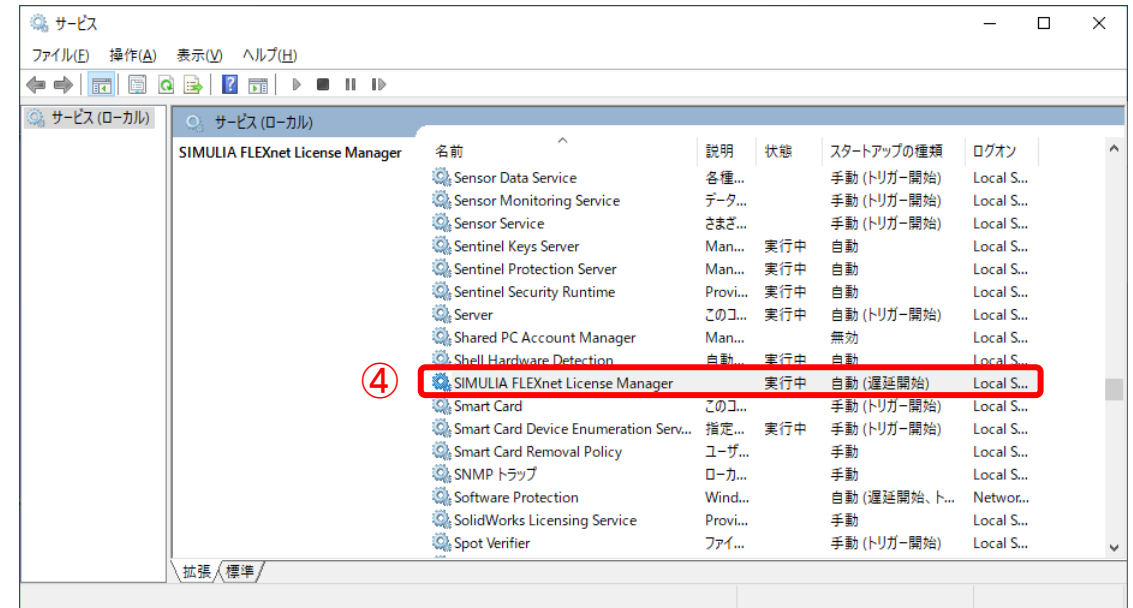 サービス
ファイル(F) 操作(A) 表示(V) ヘルプ(H)
サービス (ローカル)
サービス (ローカル)
SIMULIA FLEXnet License Manager
名前 説明 状態 スタートアップの種類 ログオン
Sensor Data Service 各種... 手動 (トリガー開始) Local S...
Sensor Monitoring Service データ... 手動 (トリガー開始) Local S...
Sensor Service さまざ... 手動 (トリガー開始) Local S...
Sentinel Keys Server Man... 実行中 自動 Local S...
Sentinel Protection Server Man... 実行中 自動 Local S...
Sentinel Security Runtime Provi... 実行中 自動 Local S...
Server このコ... 実行中 自動 (トリガー開始) Local S...
Shared PC Account Manager Man... 無効 Local S...
Shell Hardware Detection 自動... 実行中 自動 Local S...
④ SIMULIA FLEXnet License Manager 実行中 自動 (遅延開始) Local S...
Smart Card このコ... 手動 (トリガー開始) Local S...
Smart Card Device Enumeration Serv... 指定... 実行中 手動 (トリガー開始) Local S...
Smart Card Removal Policy ユーザ... 手動 Local S...
SNMP トラップ ローカ... 手動 Local S...
Software Protection Wind... 自動 (遅延開始、ト... Networ...
SolidWorks Licensing Service Provi... 手動 Local S...
Spot Verifier ファイ... 手動 (トリガー開始) Local S...
拡張 標準